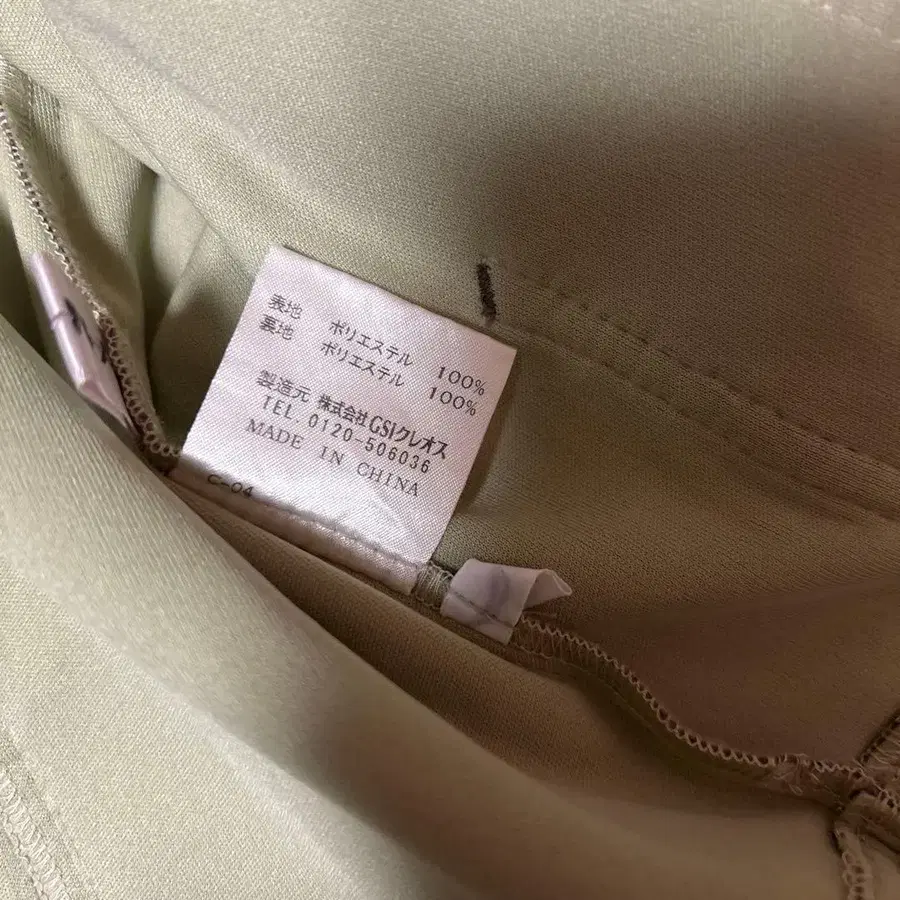 表地 ポリエステル 100%
裏地 ポリエステル 100%
製造元 株式会社GSIクレオス
TEL. 0120-506036
MADE IN CHINA
C-04